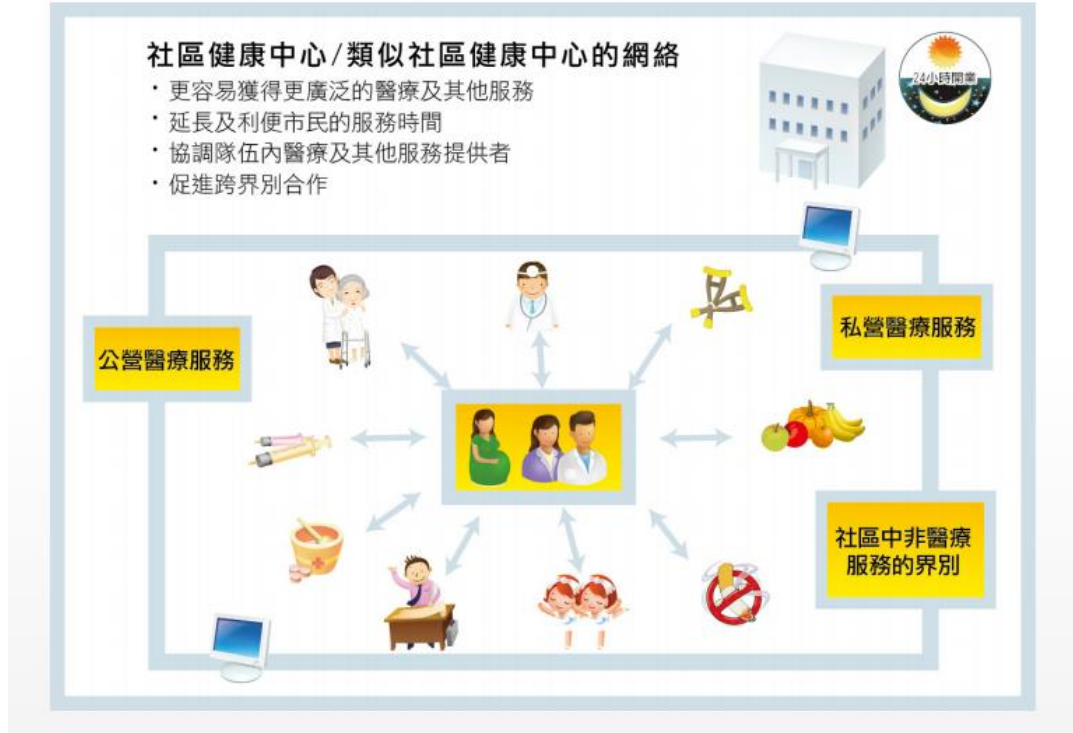 社區健康中心/類似社區健康中心的網絡
・更容易獲得更廣泛的醫療及其他服務
・延長及利便市民的服務時間
・協調隊伍內醫療及其他服務提供者
・促進跨界別合作
24小時開業
公營醫療服務
私營醫療服務
社區中非醫療
服務的界別